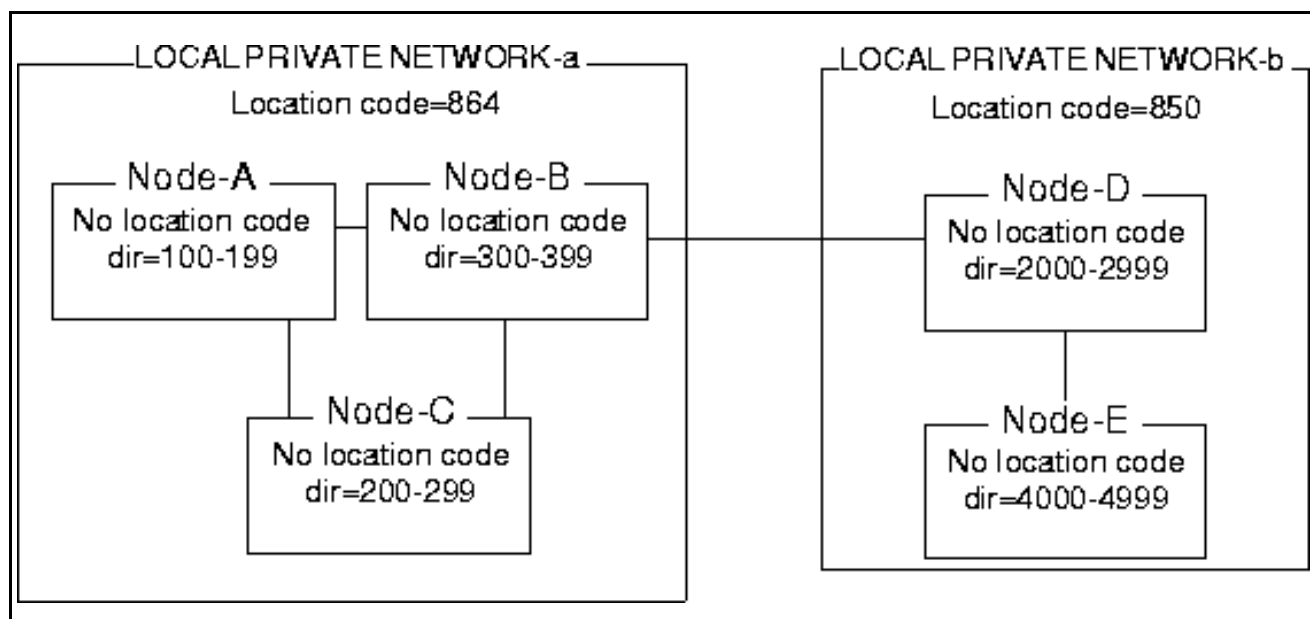 LOCAL PRIVATE NETWORK-a
Location code=864
Node-A
No location code
dir=100-199
Node-B
No location code
dir=300-399
Node-C
No location code
dir=200-299
LOCAL PRIVATE NETWORK-b
Location code=850
Node-D
No location code
dir=2000-2999
Node-E
No location code
dir=4000-4999